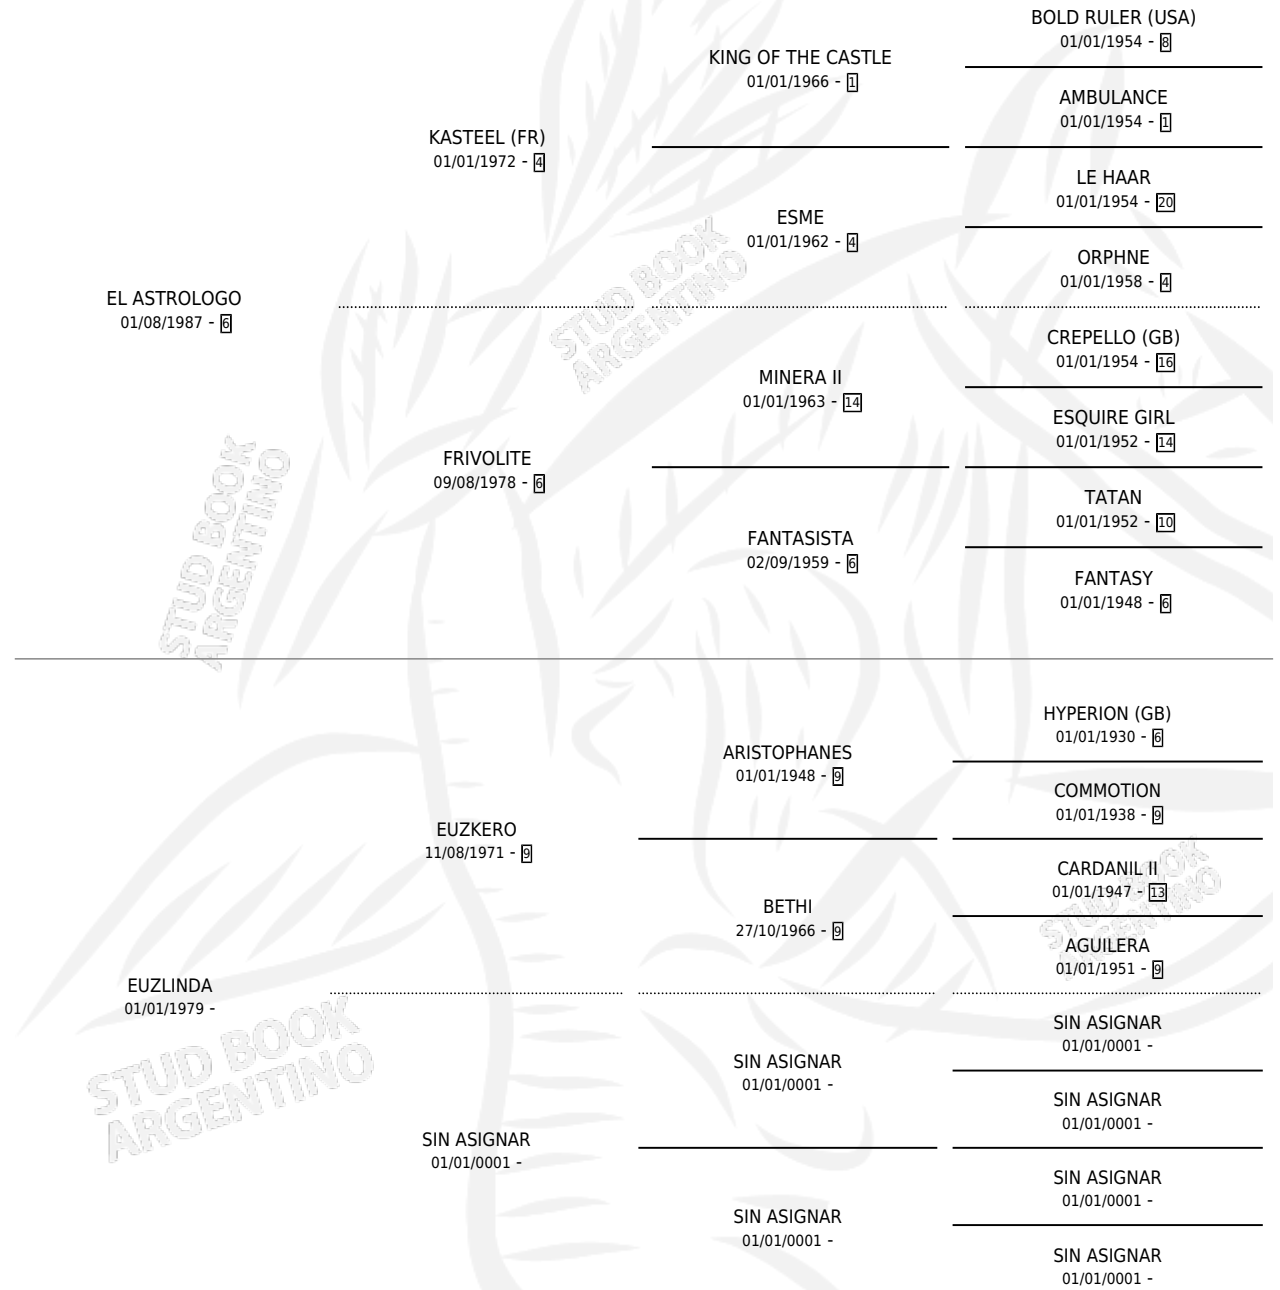 BOLD RULER (USA)
01/01/1954 - 8
KING OF THE CASTLE
01/01/1966 - 1
AMBULANCE
01/01/1954 - 1
KASTEEL (FR)
01/01/1972 - 4
LE HAAR
01/01/1954 - 20
ESME
01/01/1962 - 4
ORPHNE
01/01/1958 - 4
EL ASTROLOGO
01/08/1987 - 6
CREPELLO (GB)
01/01/1954 - 16
MINERA II
01/01/1963 - 14
ESQUIRE GIRL
01/01/1952 - 14
FRIVOLITE
09/08/1978 - 6
TATAN
01/01/1952 - 10
FANTASISTA
02/09/1959 - 6
FANTASY
01/01/1948 - 6
STUD BOOK
ARGENTINO
STUD BOOK
ARGENTINO
HYPERION (GB)
01/01/1930 - 6
ARISTOPHANES
01/01/1948 - 9
COMMOTION
01/01/1938 - 9
EUZKERO
11/08/1971 - 9
CARDANIL II
01/01/1947 - 13
BETHI
27/10/1966 - 9
AGUILERA
01/01/1951 - 9
STUD BOOK
ARGENTINO
EUZLINDA
01/01/1979 -
SIN ASIGNAR
01/01/0001 -
SIN ASIGNAR
01/01/0001 -
SIN ASIGNAR
01/01/0001 -
SIN ASIGNAR
01/01/0001 -
SIN ASIGNAR
01/01/0001 -
SIN ASIGNAR
01/01/0001 -
SIN ASIGNAR
01/01/0001 -
STUD BOOK
ARGENTINO